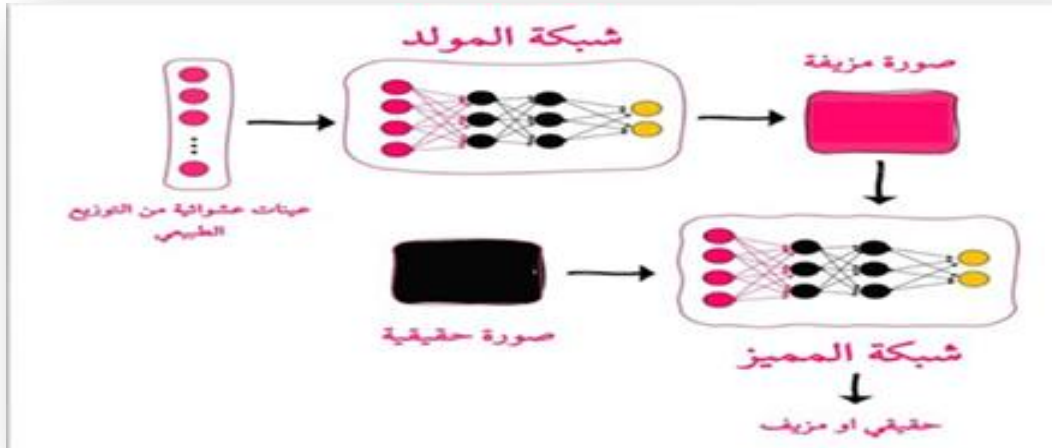 شبكة المولد
صورة مزيفة
عينات عشوائية من التوزيع
الطبيعي
صورة حقيقية
شبكة المميز
حقيقي او مزيف